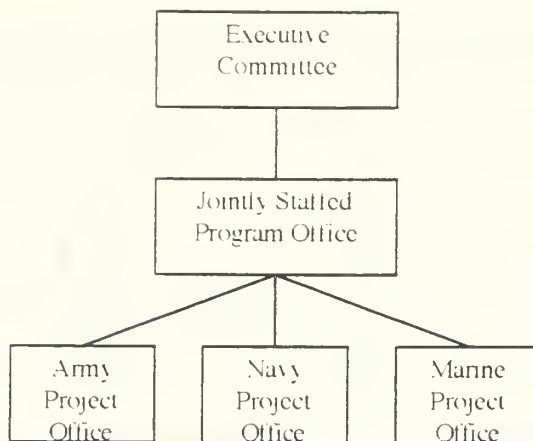 Executive
Committee
Jointly Staffed
Program Office
Army
Project
Office
Navy
Project
Office
Marine
Project
Office